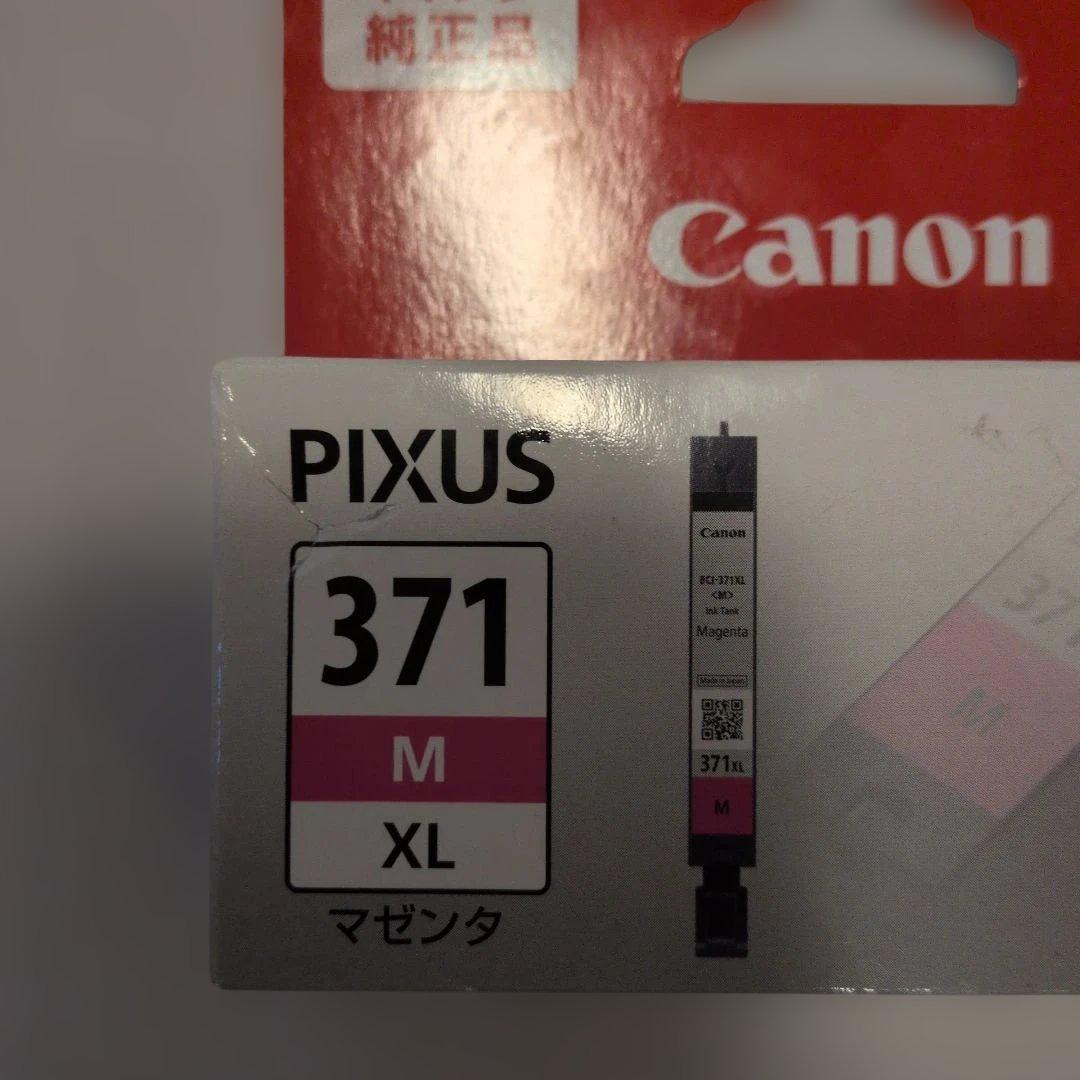 純正品
Canon
PIXUS
371
M
XL
マゼンタ
Canon
BCI-371XL
<M>
Ink Tank
Magenta
Made in Japan
371XL
M
371
M